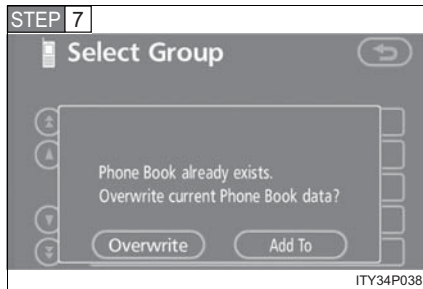 STEP 7
Select Group
Phone Book already exists.
Overwrite current Phone Book data?
Overwrite Add To
ITY34P038